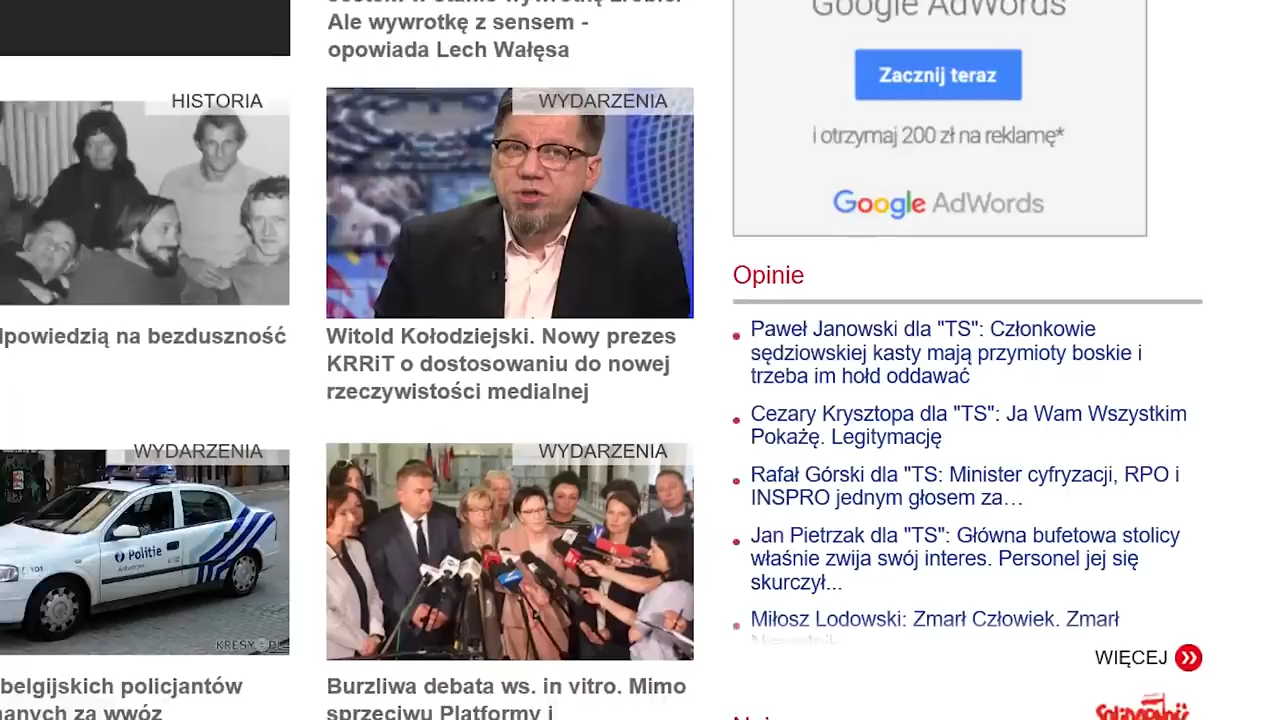 Ale wywrotkę z sensem -
opowiada Lech Wałęsa
HISTORIA
dpowiedzią na bezduszność
WYDARZENIA
Witold Kołodziejski. Nowy prezes
KRRiT o dostosowaniu do nowej
rzeczywistości medialnej
WYDARZENIA
Politie
KRESY PL
belgijskich policjantów
WYDARZENIA
Burzliwa debata ws. in vitro. Mimo
sprzeciwu Platformy i
Google AdWords
Zacznij teraz
i otrzymaj 200 zł na reklamę*
Google AdWords
Opinie
Paweł Janowski dla "TS": Członkowie
sędziowskiej kasty mają przymioty boskie i
trzeba im hołd oddawać
Cezary Krysztopa dla "TS": Ja Wam Wszystkim
Pokażę. Legitymację
Rafał Górski dla "TS: Minister cyfryzacji, RPO i
INSPRO jednym głosem za…
Jan Pietrzak dla "TS": Główna bufetowa stolicy
właśnie zwija swój interes. Personel jej się
skurczył...
Miłosz Lodowski: Zmarł Człowiek. Zmarł
WIĘCEJ
Solidarność